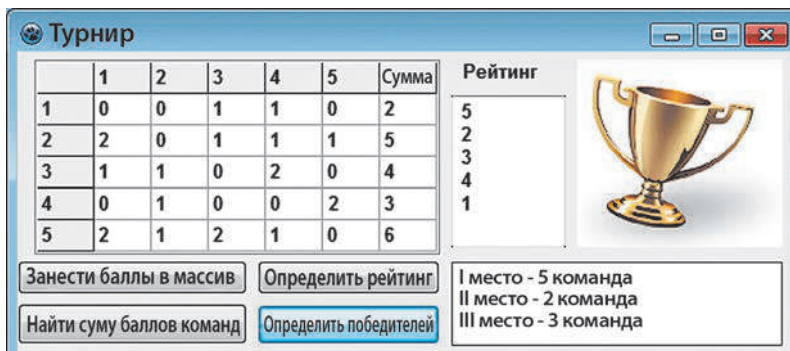 Турнир
1 2 3 4 5 Сумма
1 0 0 1 1 0 2
2 2 0 1 1 1 5
3 1 1 0 2 0 4
4 0 1 0 0 2 3
5 2 1 2 1 0 6
Рейтинг
5
2
3
4
1
Занести баллы в массив
Определить рейтинг
Найти суму баллов команд
Определить победителей
I место - 5 команда
II место - 2 команда
III место - 3 команда